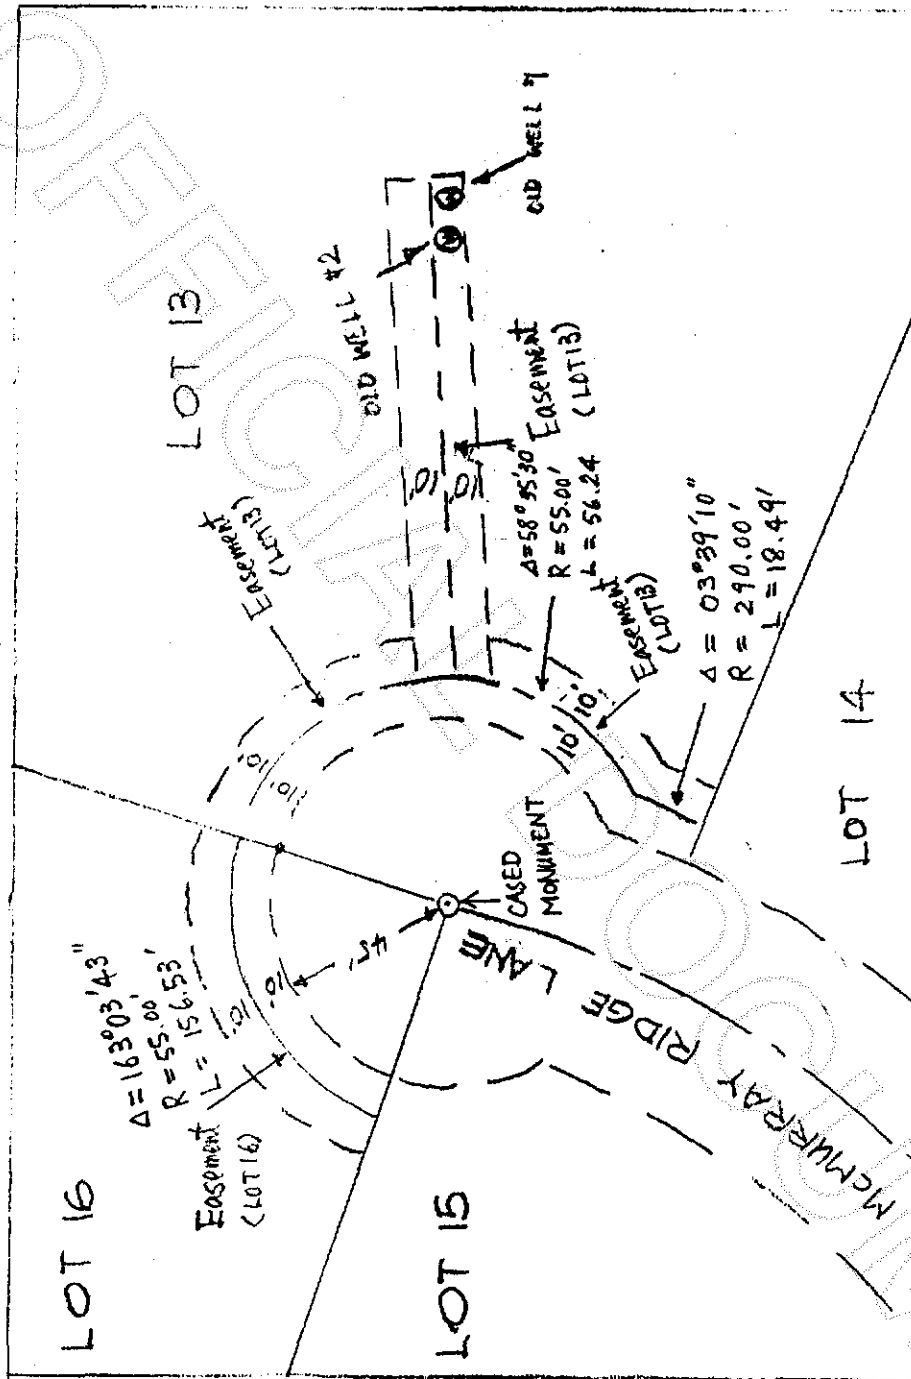 LOT 16
Δ=163°03'43"
R=55.00'
L=156.53'
Easement
(LOT 16)
10'
10'
45'
LOT 15
CASED
MONUMENT
McMURRAY RIDGE LANE
LOT 13
Easement
(LOT 13)
10'
10'
OLD WELL #2
W
W
OLD WELL
10'
10'
Easement
(LOT 13)
Δ=58°35'30"
R=55.00'
L=56.24
Easement
(LOT 13)
10'
10'
Δ=03°39'10"
R=290.00'
L=18.49'
LOT 14